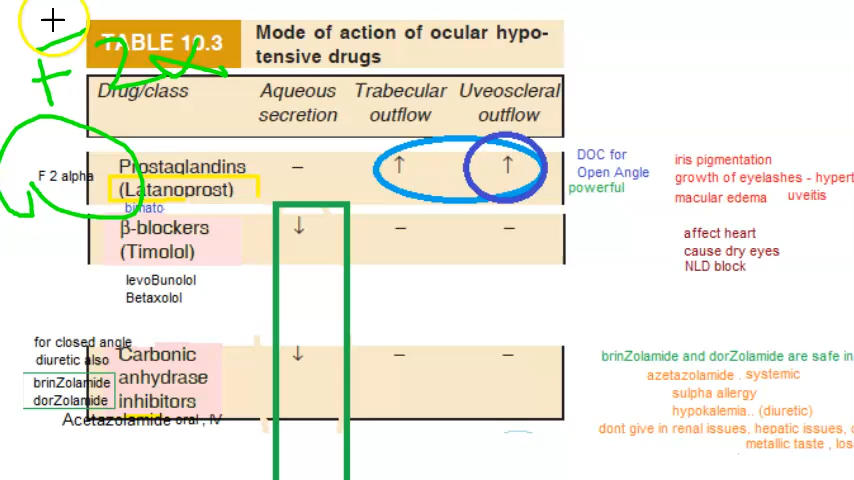 TABLE 10.3
Mode of action of ocular hypo-
tensive drugs
F 2 α
Drug/class
Aqueous
secretion
Trabecular
outflow
Uveoscleral
outflow
F 2 alpha
Prostaglandins
(Latanoprost)
bimato
– ↑ ↑
DOC for
Open Angle
powerful
iris pigmentation
growth of eyelashes - hypert
macular edema uveitis
β-blockers
(Timolol)
↓ – –
affect heart
cause dry eyes
NLD block
levoBunolol
Betaxolol
for closed angle
diuretic also
brinZolamide
dorZolamide
Carbonic
anhydrase
inhibitors
↓ – –
Acetazolamide oral , IV
brinZolamide and dorZolamide are safe in
azetazolamide . systemic
sulpha allergy
hypokalemia.. (diuretic)
dont give in renal issues, hepatic issues,
metallic taste , los